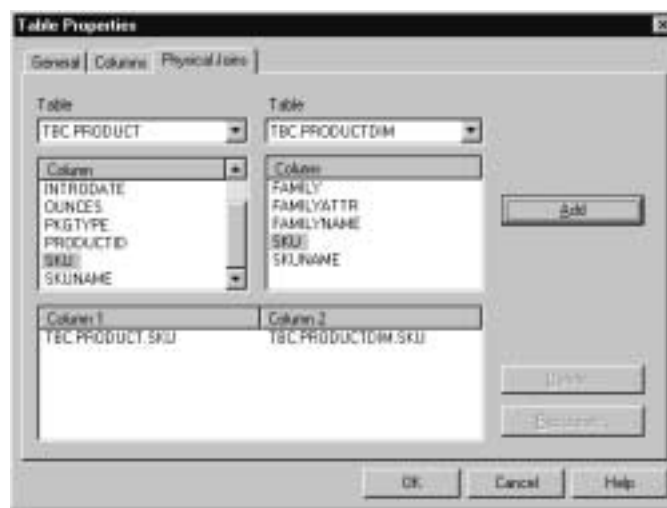 Table Properties
General Columns Physical Joins
Table Table
TBC.PRODUCT TBC.PRODUCTDIM
Column Column
INTRODATE FAMILY
OUNCES FAMILYATTR
PKGTYPE FAMILYNAME
PRODUCTID SKU
SKU SKUNAME
SKUNAME
Add
Column 1 Column 2
TBC.PRODUCT.SKU TBC.PRODUCTDIM.SKU
OK Cancel Help